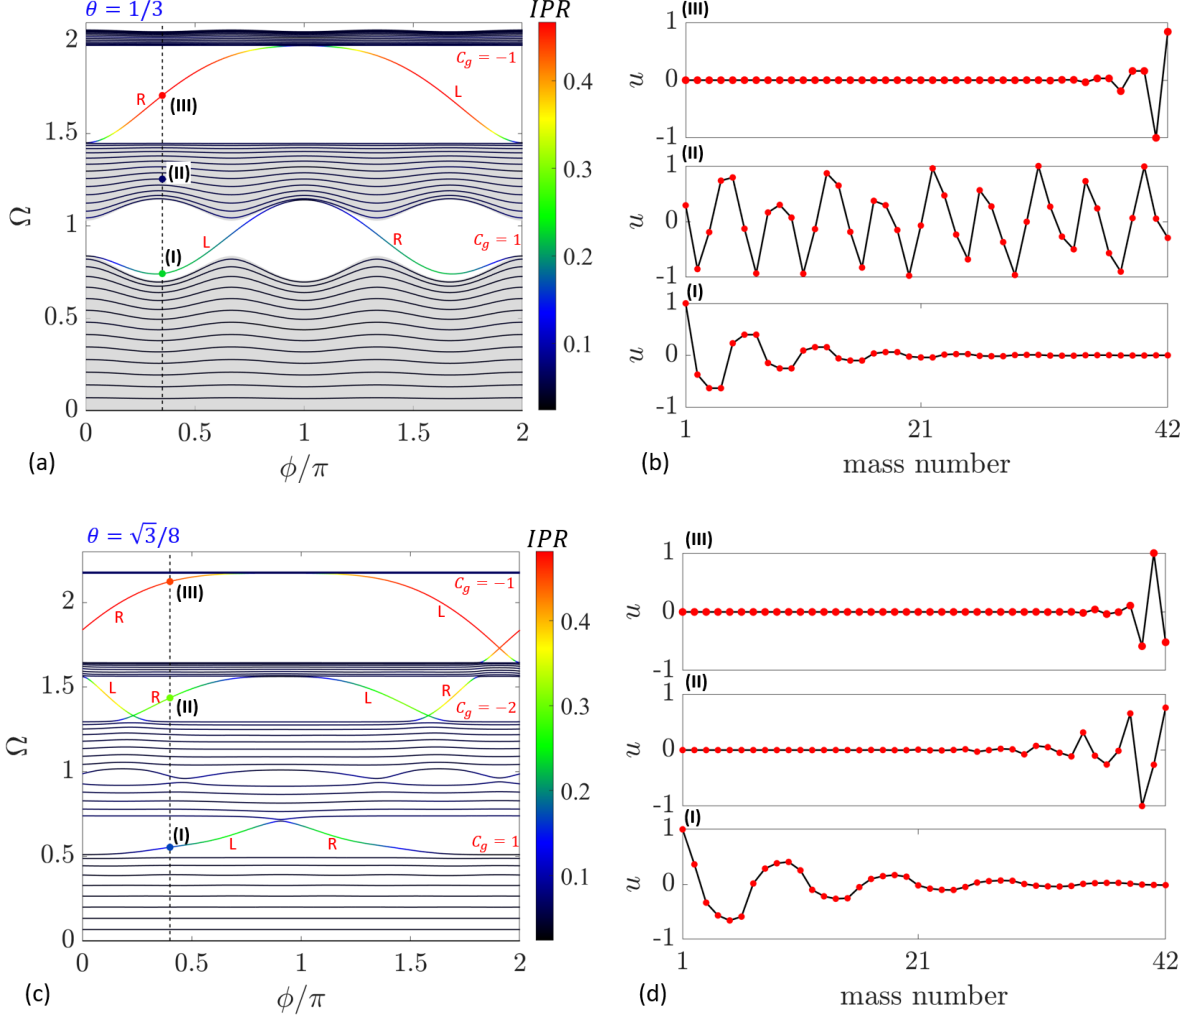 θ = 1/3
IPR
2
1.5
1
0.5
0
Ω
R
(III)
L
C_g = −1
(II)
(I)
L
R
C_g = 1
0.4
0.3
0.2
0.1
0
0.5
1
1.5
2
ϕ/π
(a)
(III)
1
u
0
-1
(II)
1
u
0
-1
(I)
1
u
0
-1
1
21
42
mass number
(b)
θ = √3/8
IPR
2
1.5
1
0.5
0
Ω
R
(III)
L
C_g = −1
L
R
(II)
L
R
C_g = −2
(I)
L
R
C_g = 1
0.4
0.3
0.2
0.1
0
0.5
1
1.5
2
ϕ/π
(c)
(III)
1
u
0
-1
(II)
1
u
0
-1
(I)
1
u
0
-1
1
21
42
mass number
(d)